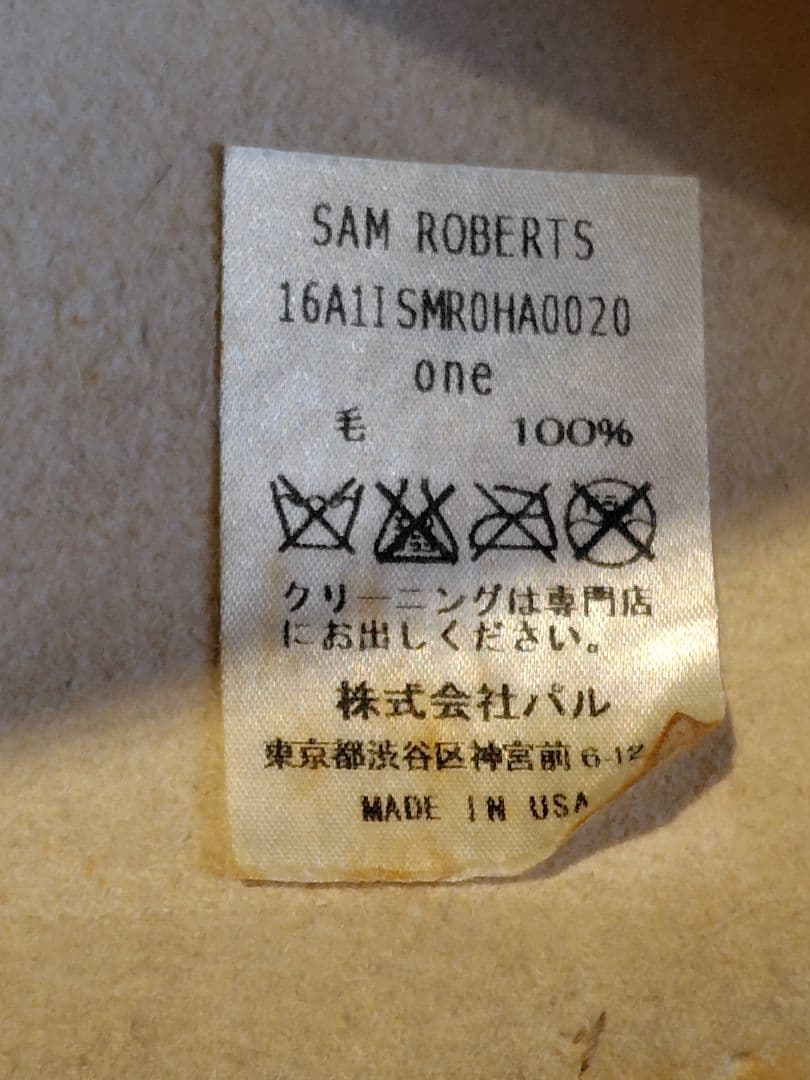 SAM ROBERTS
16A1ISMR0HA0020
one
毛 100%
クリーニングは専門店
にお出しください。
株式会社パル
東京都渋谷区神宮前 6-12
MADE IN USA